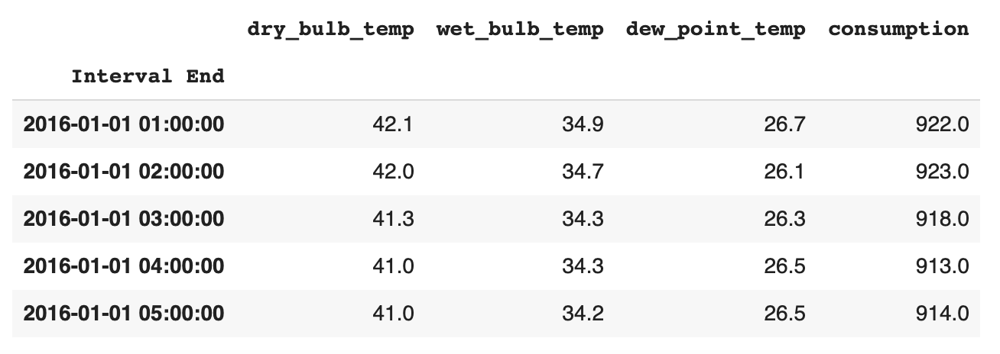 dry_bulb_temp wet_bulb_temp dew_point_temp consumption
Interval End
2016-01-01 01:00:00 42.1 34.9 26.7 922.0
2016-01-01 02:00:00 42.0 34.7 26.1 923.0
2016-01-01 03:00:00 41.3 34.3 26.3 918.0
2016-01-01 04:00:00 41.0 34.3 26.5 913.0
2016-01-01 05:00:00 41.0 34.2 26.5 914.0